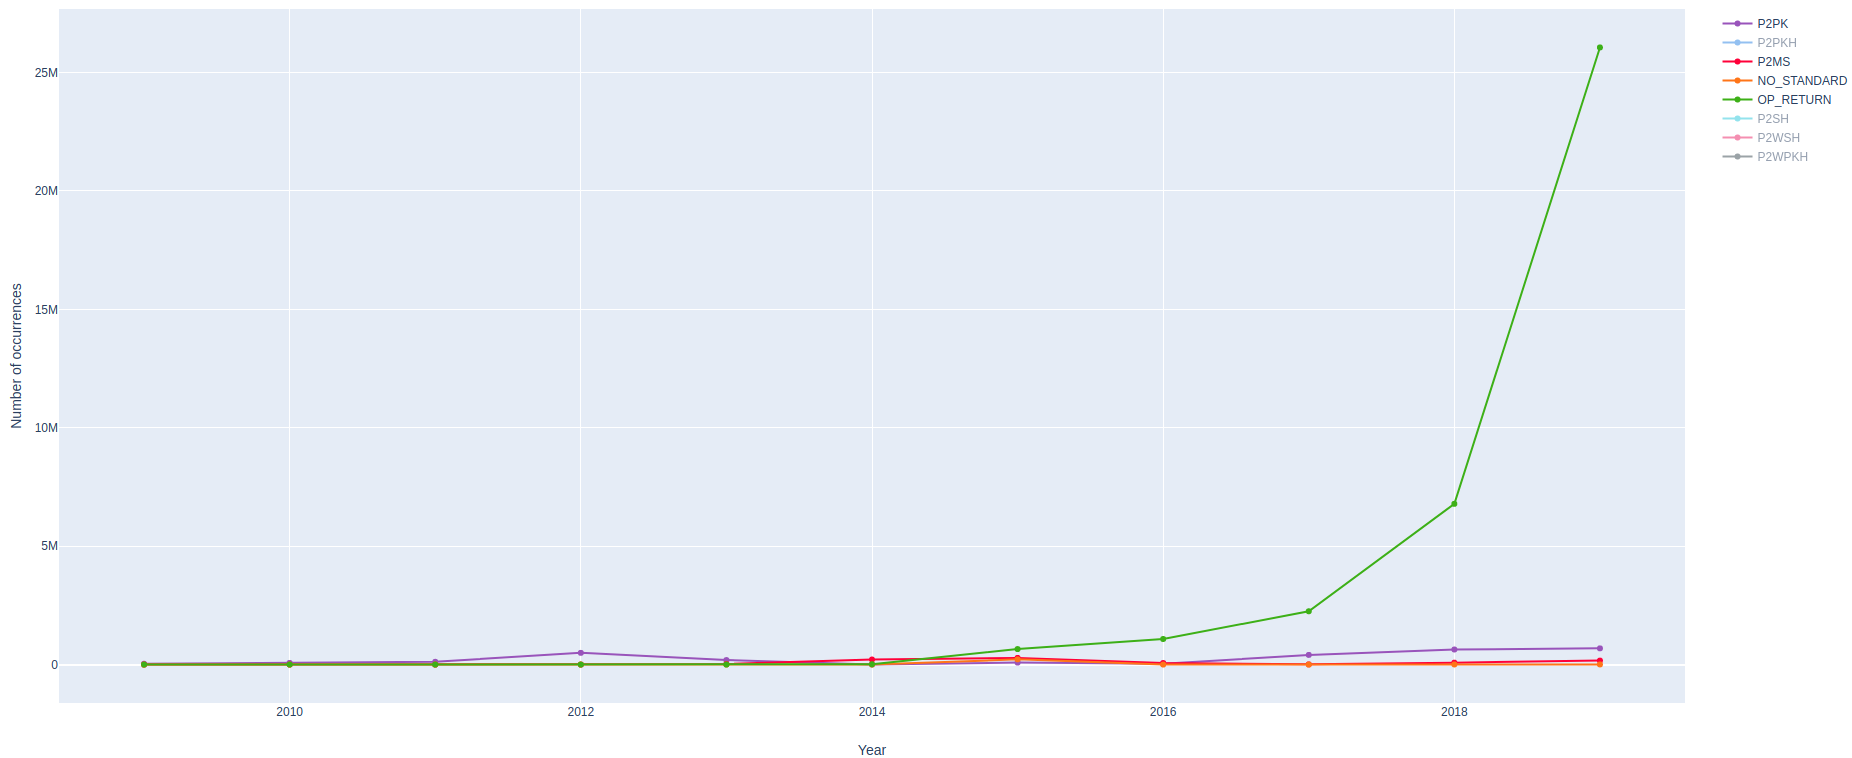 P2PK
P2PKH
P2MS
NO_STANDARD
OP_RETURN
P2SH
P2WSH
P2WPKH
25M
20M
15M
10M
5M
0
Number of occurrences
2010
2012
2014
2016
2018
Year